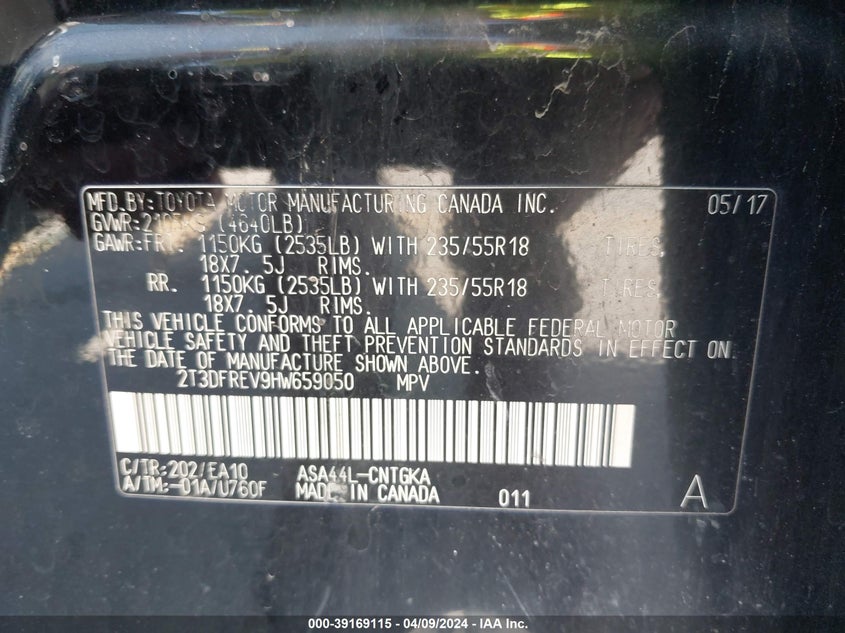 MFD.BY:TOYOTA MOTOR MANUFACTURING CANADA INC. 05/17
GVWR:2105KG (4640LB)
GAWR:FRT. 1150KG (2535LB) WITH 235/55R18 TIRES,
18X7. 5J RIMS.
RR. 1150KG (2535LB) WITH 235/55R18 TIRES,
18X7. 5J RIMS.
THIS VEHICLE CONFORMS TO ALL APPLICABLE FEDERAL MOTOR
VEHICLE SAFETY AND THEFT PREVENTION STANDARDS IN EFFECT ON
THE DATE OF MANUFACTURE SHOWN ABOVE.
2T3DFREV9HW659050 MPV
C/TR:202/EA10 ASA44L-CNTGKA
A/TM:-01A/U760F MADE IN CANADA 011 A
000-39169115 - 04/09/2024 - IAA Inc.